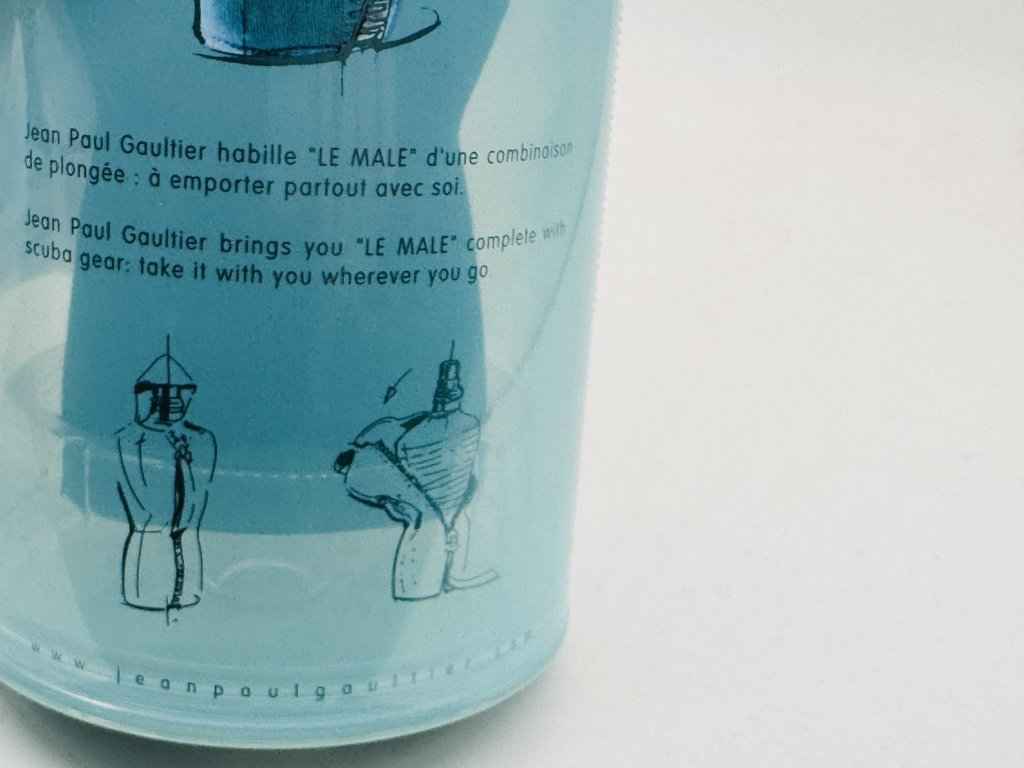 Jean Paul Gaultier habille "LE MALE" d'une combinaison
de plongée : à emporter partout avec soi.
Jean Paul Gaultier brings you "LE MALE" complete with
scuba gear: take it with you wherever you go.
www.jeanpaulgaultier.com